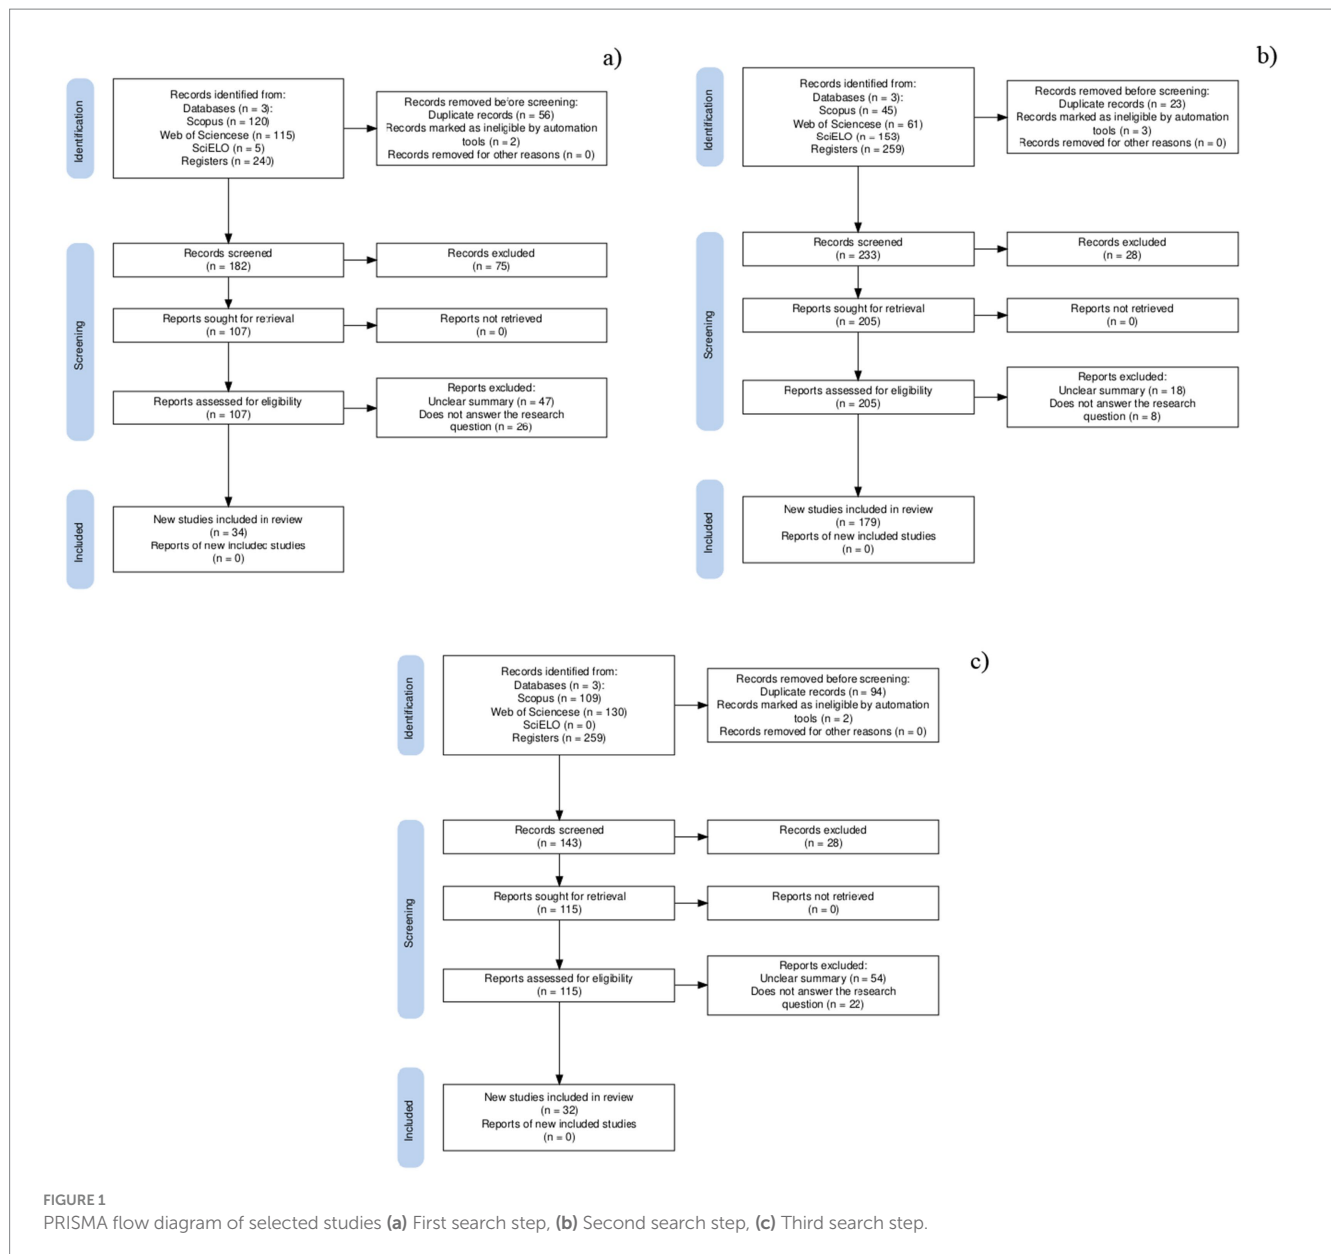 a)
Identification
Records identified from:
Databases (n = 3):
Scopus (n = 120)
Web of Sciencese (n = 115)
SciELO (n = 5)
Registers (n = 240)
Records removed before screening:
Duplicate records (n = 56)
Records marked as ineligible by automation
tools (n = 2)
Records removed for other reasons (n = 0)
Screening
Records screened
(n = 182)
Records excluded
(n = 75)
Reports sought for retrieval
(n = 107)
Reports not retrieved
(n = 0)
Reports assessed for eligibility
(n = 107)
Reports excluded:
Unclear summary (n = 47)
Does not answer the research
question (n = 26)
Included
New studies included in review
(n = 34)
Reports of new included studies
(n = 0)
b)
Identification
Records identified from:
Databases (n = 3):
Scopus (n = 45)
Web of Sciencese (n = 61)
SciELO (n = 153)
Registers (n = 259)
Records removed before screening:
Duplicate records (n = 23)
Records marked as ineligible by automation
tools (n = 3)
Records removed for other reasons (n = 0)
Screening
Records screened
(n = 233)
Records excluded
(n = 28)
Reports sought for retrieval
(n = 205)
Reports not retrieved
(n = 0)
Reports assessed for eligibility
(n = 205)
Reports excluded:
Unclear summary (n = 18)
Does not answer the research
question (n = 8)
Included
New studies included in review
(n = 179)
Reports of new included studies
(n = 0)
c)
Identification
Records identified from:
Databases (n = 3):
Scopus (n = 109)
Web of Sciencese (n = 130)
SciELO (n = 0)
Registers (n = 259)
Records removed before screening:
Duplicate records (n = 94)
Records marked as ineligible by automation
tools (n = 2)
Records removed for other reasons (n = 0)
Screening
Records screened
(n = 143)
Records excluded
(n = 28)
Reports sought for retrieval
(n = 115)
Reports not retrieved
(n = 0)
Reports assessed for eligibility
(n = 115)
Reports excluded:
Unclear summary (n = 54)
Does not answer the research
question (n = 22)
Included
New studies included in review
(n = 32)
Reports of new included studies
(n = 0)
FIGURE 1
PRISMA flow diagram of selected studies (a) First search step, (b) Second search step, (c) Third search step.